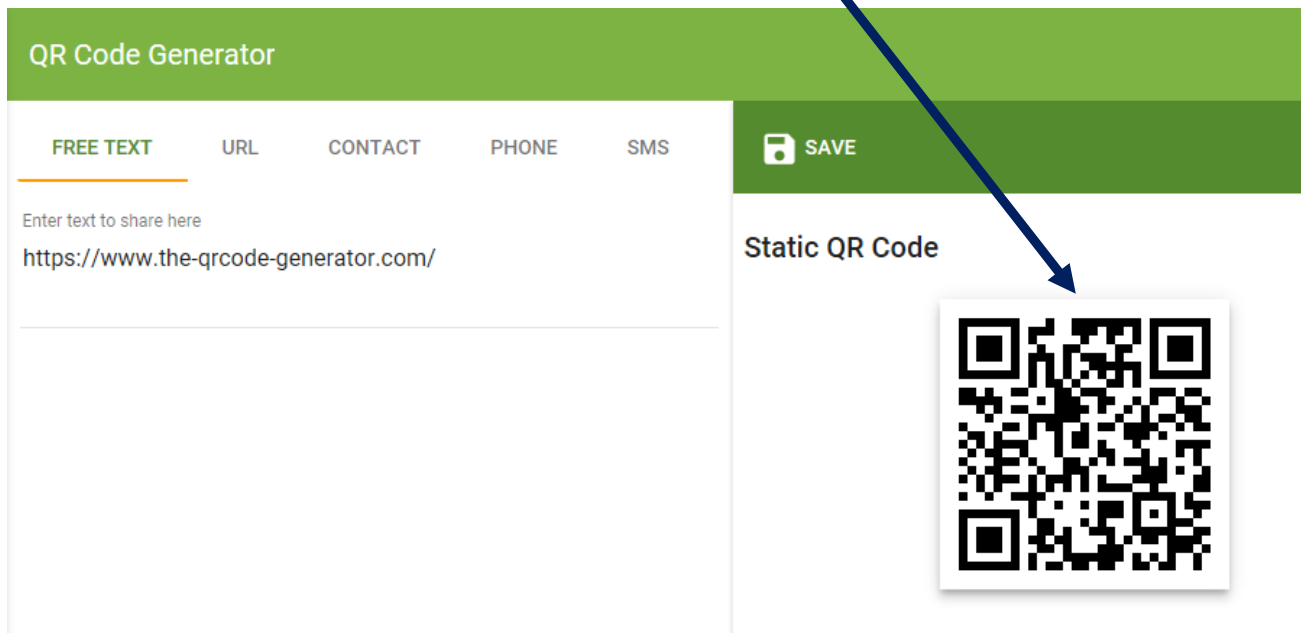 QR Code Generator
FREE TEXT URL CONTACT PHONE SMS
SAVE
Enter text to share here
https://www.the-qrcode-generator.com/
Static QR Code